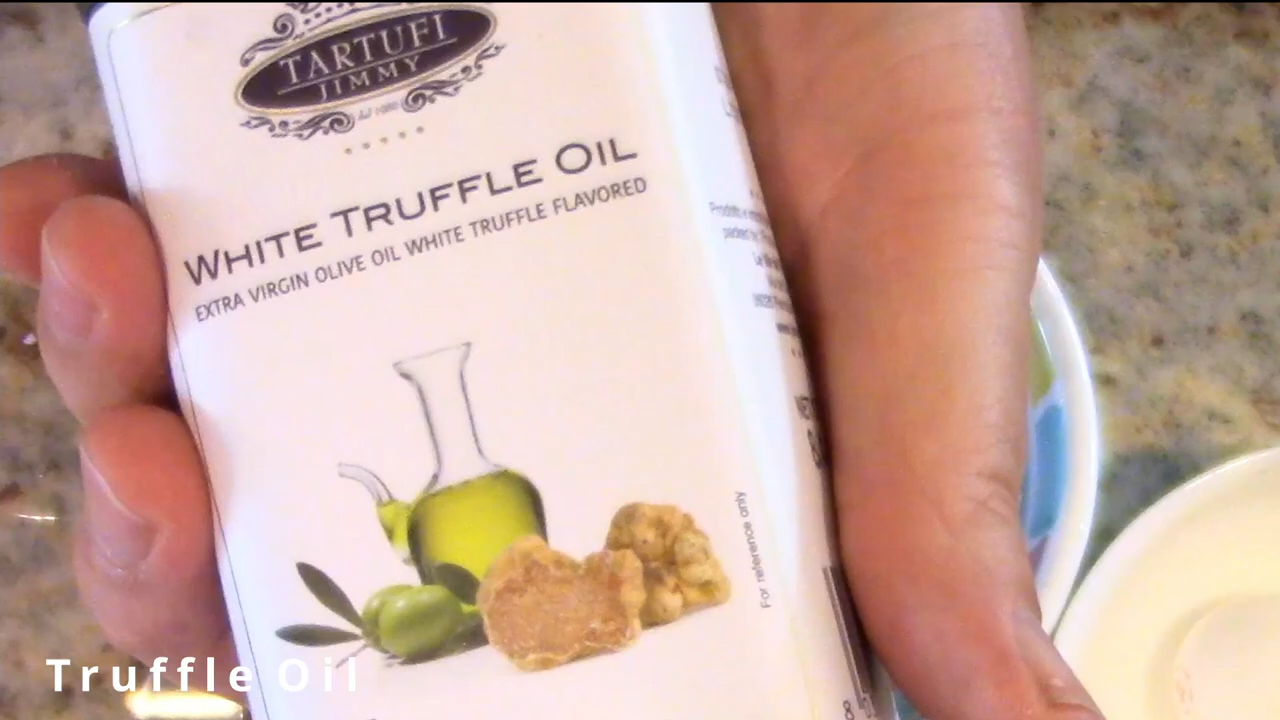 TARTUFI
JIMMY
WHITE TRUFFLE OIL
EXTRA VIRGIN OLIVE OIL WHITE TRUFFLE FLAVORED
For reference only
Truffle Oil